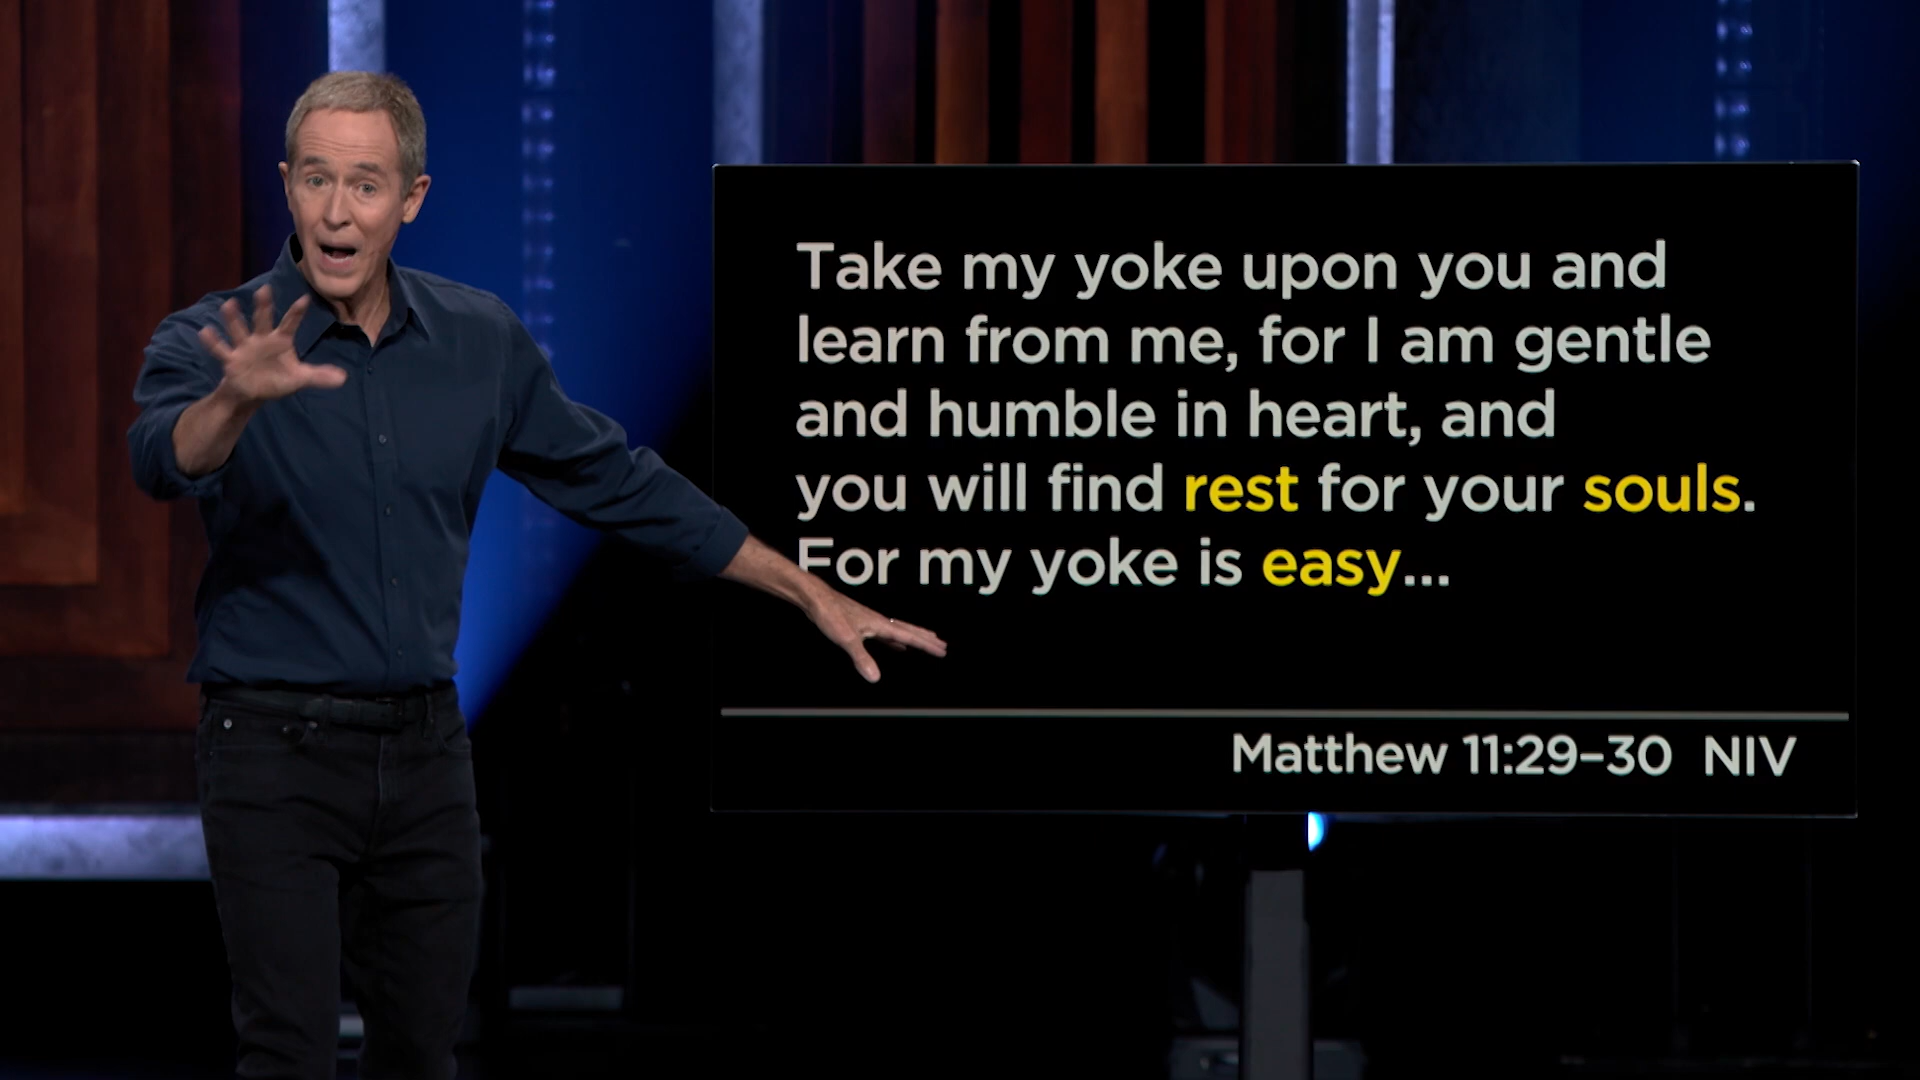 Take my yoke upon you and
learn from me, for I am gentle
and humble in heart, and
you will find rest for your souls.
For my yoke is easy...
Matthew 11:29–30 NIV